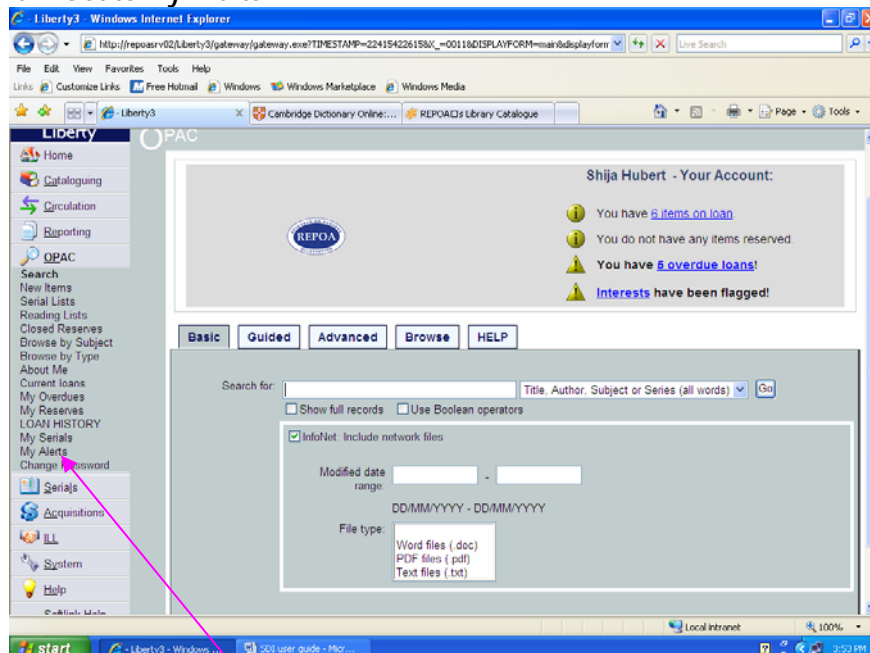 Liberty3 - Windows Internet Explorer
http://repoasrv02/Liberty3/gateway/gateway.exe?TIMESTAMP=224154226158X_=0011&DISPLAYFORM=main&displayform
Live Search
File Edit View Favorites Tools Help
Links Customize Links Free Hotmail Windows Windows Marketplace Windows Media
- Liberty3
Cambridge Dictionary Online:...
REPOA□s Library Catalogue
Page Tools
Liberty
OPAC
Home
Cataloguing
Circulation
Reporting
OPAC
Search
New Items
Serial Lists
Reading Lists
Closed Reserves
Browse by Subject
Browse by Type
About Me
Current loans
My Overdues
My Reserves
LOAN HISTORY
My Serials
My Alerts
Change Password
Serials
Acquisitions
ILL
System
Help
Softlink Help
REPOA
Shija Hubert - Your Account:
You have 6 items on loan
You do not have any items reserved.
You have 5 overdue loans!
Interests have been flagged!
Basic Guided Advanced Browse HELP
Search for: Title, Author, Subject or Series (all words) Go
Show full records Use Boolean operators
InfoNet: Include network files
Modified date range: -
DD/MM/YYYY - DD/MM/YYYY
File type:
Word files (.doc)
PDF files (.pdf)
Text files (.txt)
Local intranet 100%
start - Liberty3 - Windows ... SDI user guide - Micr... 3:53 PM